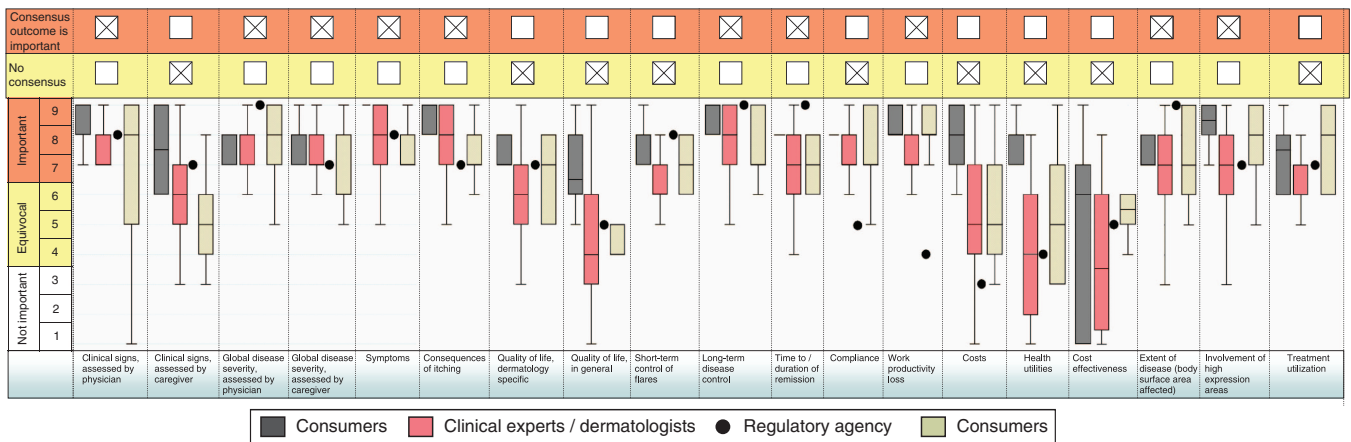 Consensus
outcome is
important
No
consensus
Important
Equivocal
Not important
9
8
7
6
5
4
3
2
1
Clinical signs,
assessed by
physician
Clinical signs,
assessed by
caregiver
Global disease
severity,
assessed by
physician
Global disease
severity,
assessed by
caregiver
Symptoms
Consequences
of itching
Quality of life,
dermatology
specific
Quality of life,
in general
Short-term
control of
flares
Long-term
disease
control
Time to /
duration of
remission
Compliance
Work
productivity
loss
Costs
Health
utilities
Cost
effectiveness
Extent of
disease (body
surface area
affected)
Involvement of
high
expression
areas
Treatment
utilization
Consumers
Clinical experts / dermatologists
Regulatory agency
Consumers